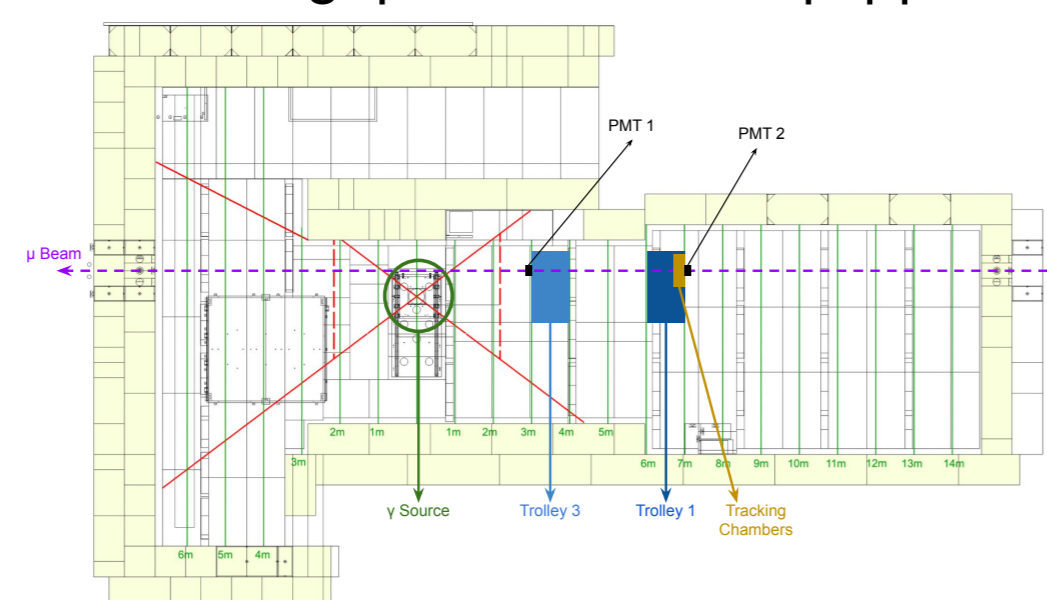 PMT 1
PMT 2
μ Beam
2m 1m 1m 2m 3m 4m 5m
3m 6m 7m 8m 9m 10m 11m 12m 13m 14m
γ Source
Trolley 3
Trolley 1
Tracking
Chambers
6m 5m 4m